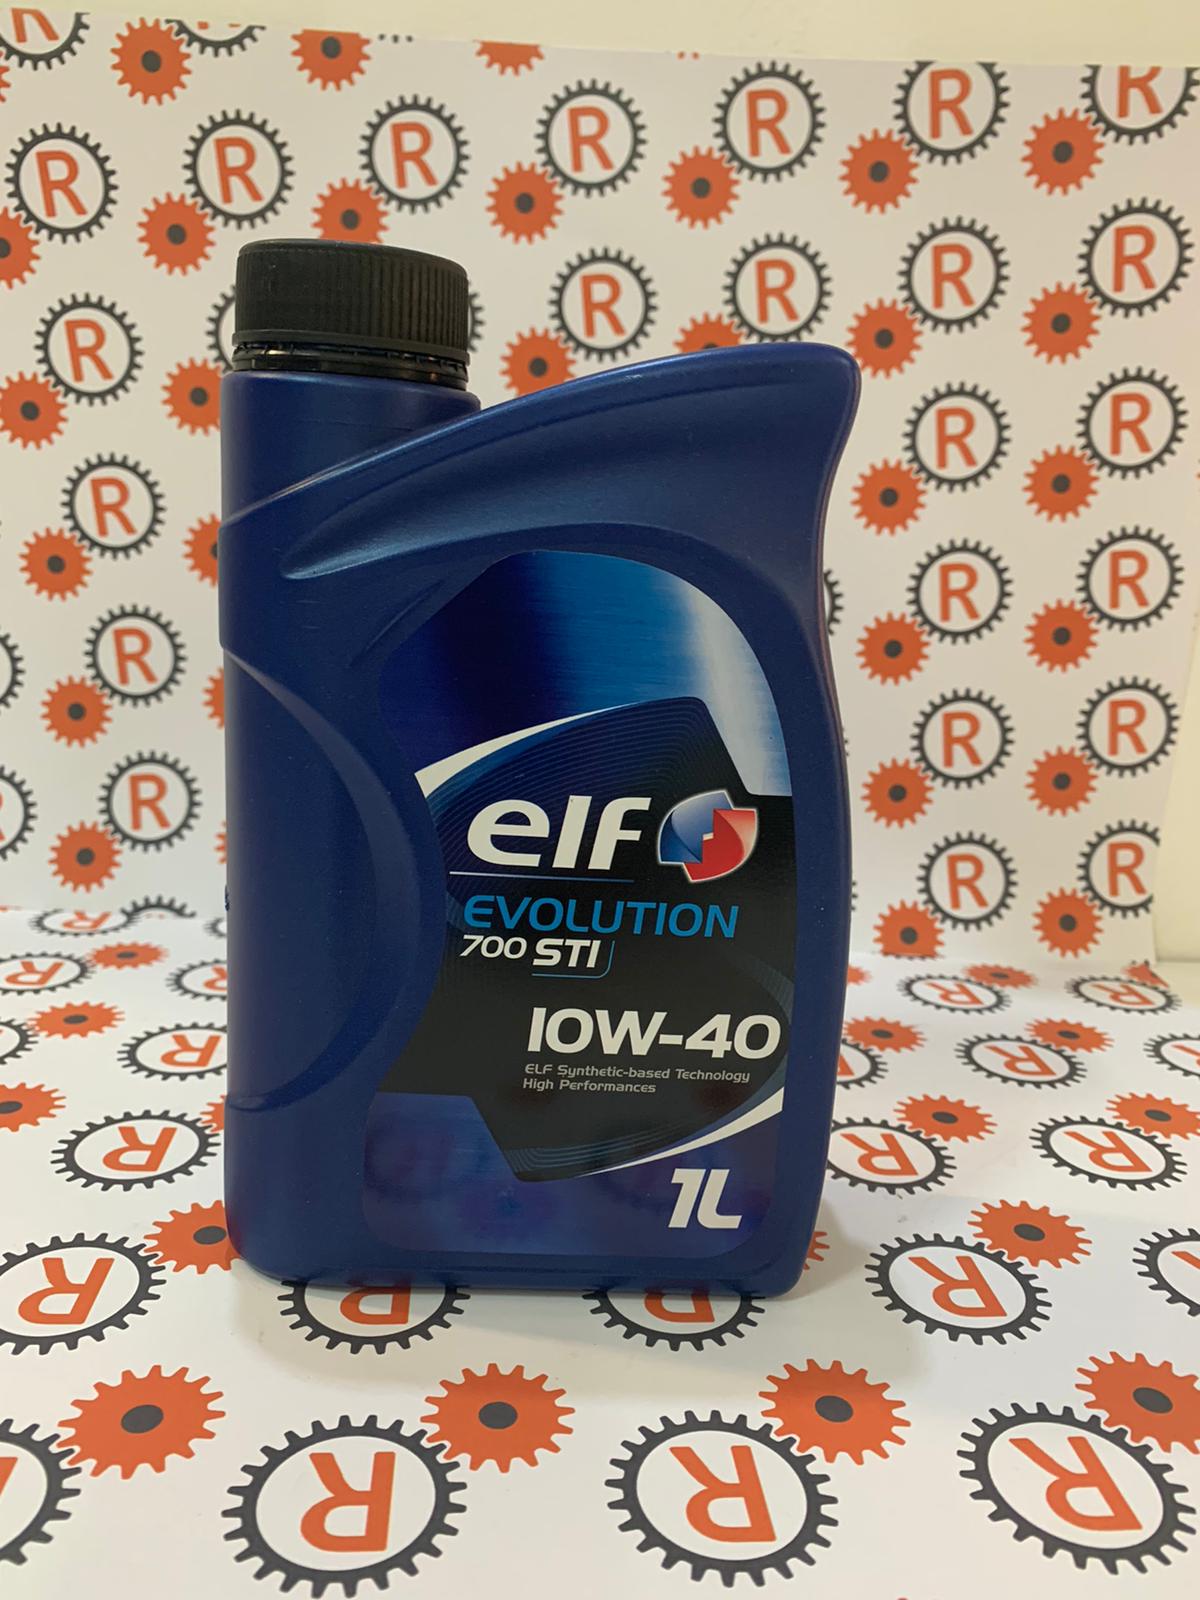 elf
EVOLUTION
700 STI
10W-40
ELF Synthetic-based Technology
High Performances
1L